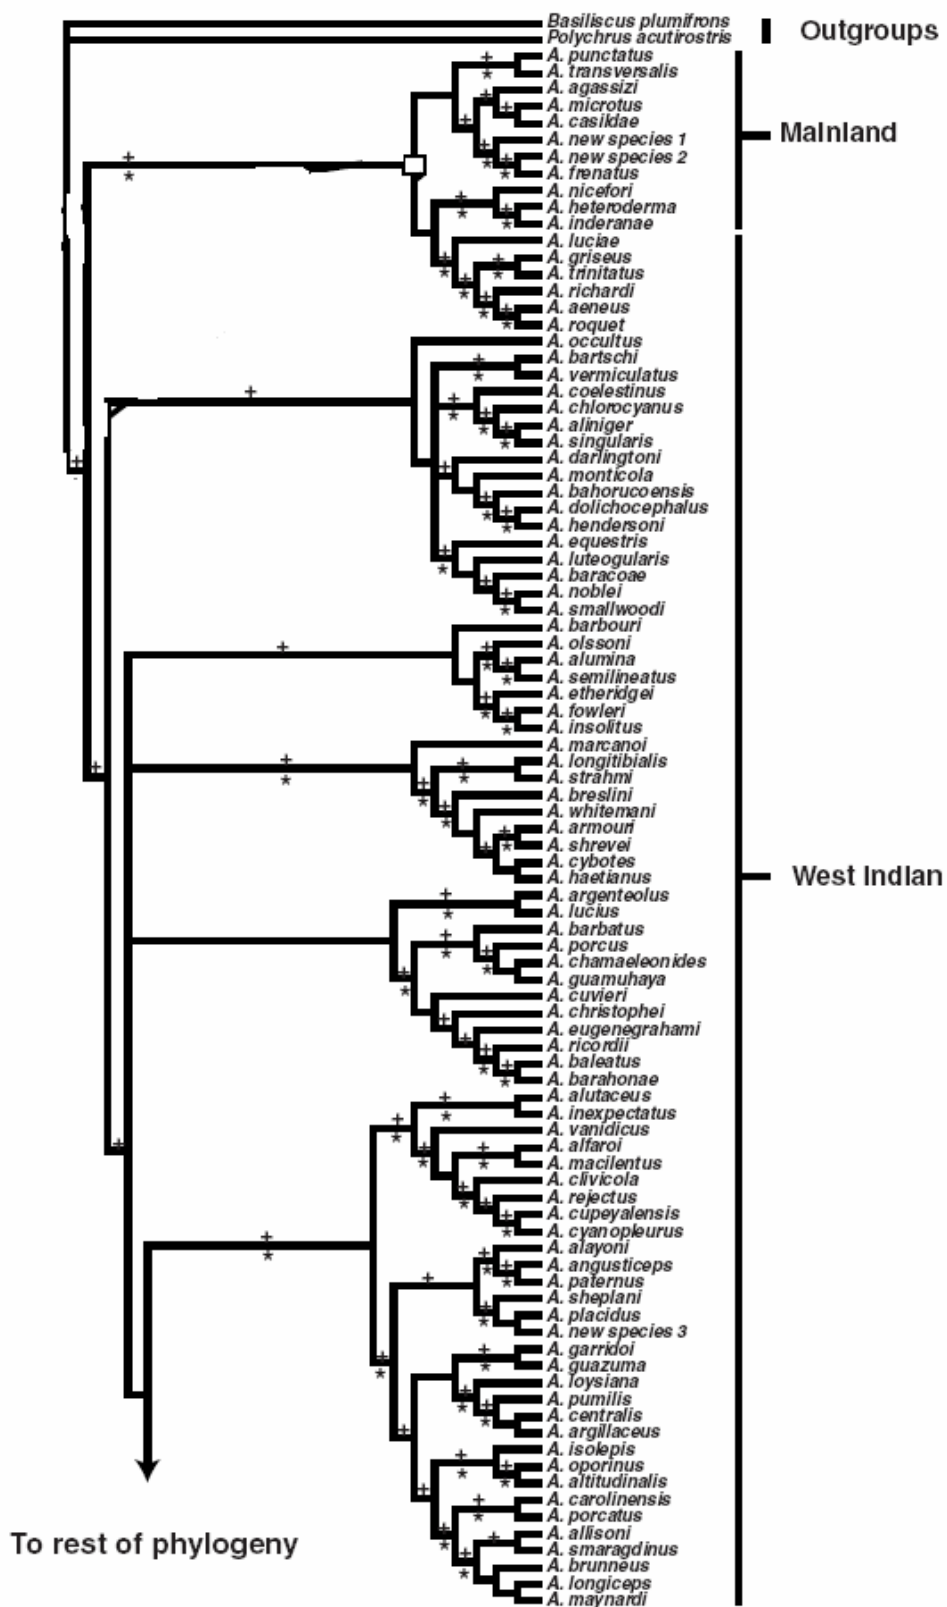 Basiliscus plumifrons
Polychrus acutirostris
Outgroups
A. punctatus
A. transversalis
A. agassizi
A. microtus
A. casildae
A. new species 1
A. new species 2
A. frenatus
A. nicefori
A. heteroderma
A. inderanae
Mainland
A. luciae
A. griseus
A. trinitatus
A. richardi
A. aeneus
A. roquet
A. occultus
A. bartschi
A. vermiculatus
A. coelestinus
A. chlorocyanus
A. aliniger
A. singularis
A. darlingtoni
A. monticola
A. bahorucoensis
A. dolichocephalus
A. hendersoni
A. equestris
A. luteogularis
A. baracoae
A. noblei
A. smallwoodi
A. barbouri
A. olssoni
A. alumina
A. semilineatus
A. etheridgei
A. fowleri
A. insolitus
A. marcanoi
A. longitibialis
A. strahmi
A. breslini
A. whitemani
A. armouri
A. shrevei
A. cybotes
A. haetianus
West Indian
A. argenteolus
A. lucius
A. barbatus
A. porcus
A. chamaeleonides
A. guamuhaya
A. cuvieri
A. christophei
A. eugenegrahami
A. ricordii
A. baleatus
A. barahonae
A. alutaceus
A. inexpectatus
A. vanidicus
A. alfaroi
A. macilentus
A. clivicola
A. rejectus
A. cupeyalensis
A. cyanopleurus
A. alayoni
A. angusticeps
A. paternus
A. sheplani
A. placidus
A. new species 3
A. garridoi
A. guazuma
A. loysiana
A. pumilis
A. centralis
A. argillaceus
A. isolepis
A. oporinus
A. altitudinalis
A. carolinensis
A. porcatus
A. allisoni
A. smaragdinus
A. brunneus
A. longiceps
A. maynardi
To rest of phylogeny